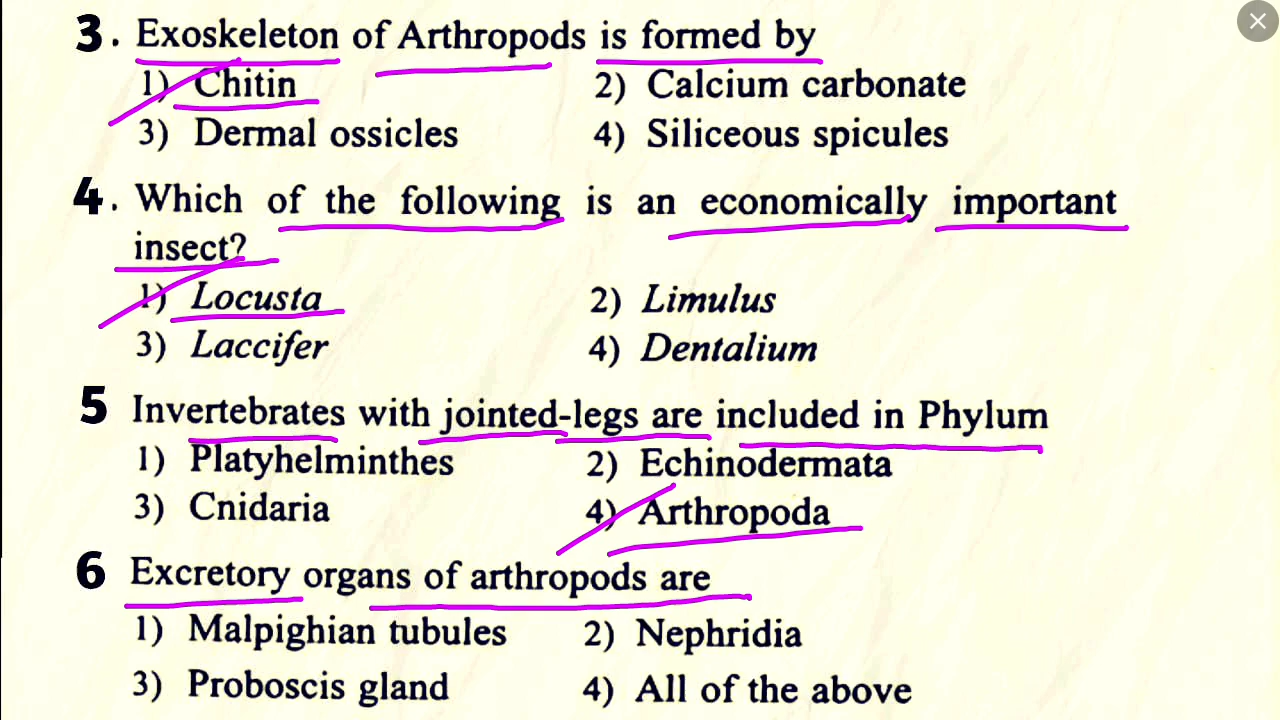 3. Exoskeleton of Arthropods is formed by
1) Chitin 2) Calcium carbonate
3) Dermal ossicles 4) Siliceous spicules
4. Which of the following is an economically important
insect?
1) Locusta 2) Limulus
3) Laccifer 4) Dentalium
5 Invertebrates with jointed-legs are included in Phylum
1) Platyhelminthes 2) Echinodermata
3) Cnidaria 4) Arthropoda
6 Excretory organs of arthropods are
1) Malpighian tubules 2) Nephridia
3) Proboscis gland 4) All of the above